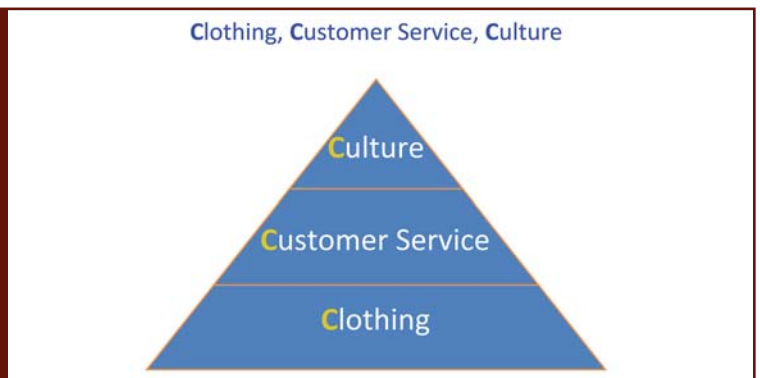 Clothing, Customer Service, Culture
Culture
Customer Service
Clothing